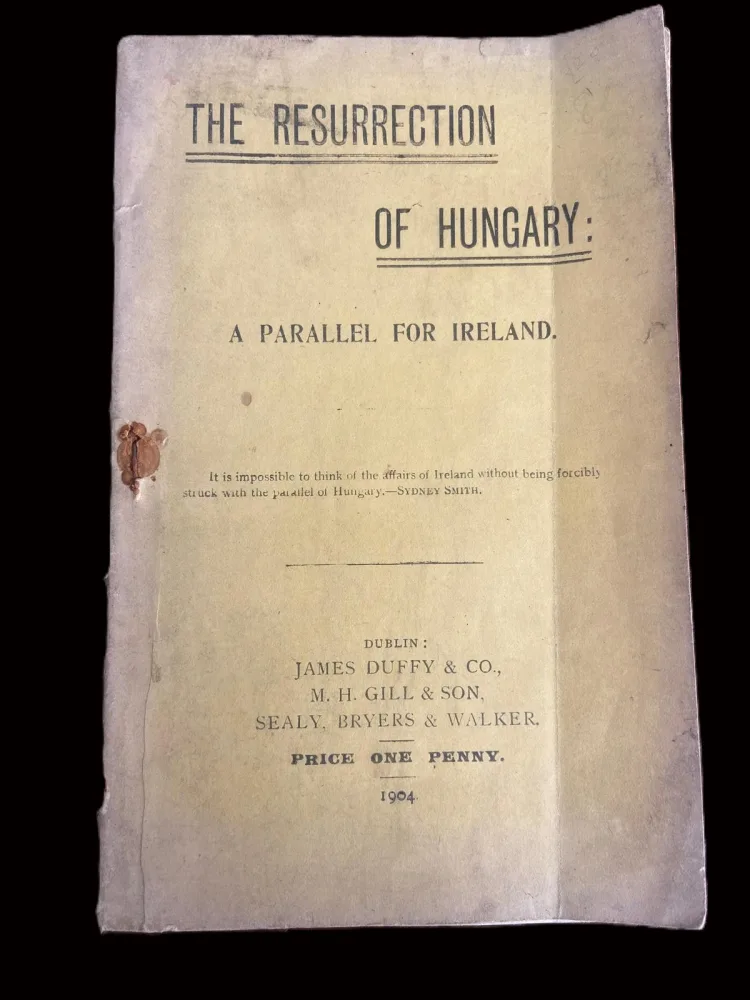 THE RESURRECTION
OF HUNGARY:
A PARALLEL FOR IRELAND.
It is impossible to think of the affairs of Ireland without being forcibly
struck with the parallel of Hungary.—SYDNEY SMITH.
DUBLIN:
JAMES DUFFY & CO.,
M. H. GILL & SON,
SEALY, BRYERS & WALKER.
PRICE ONE PENNY.
1904.